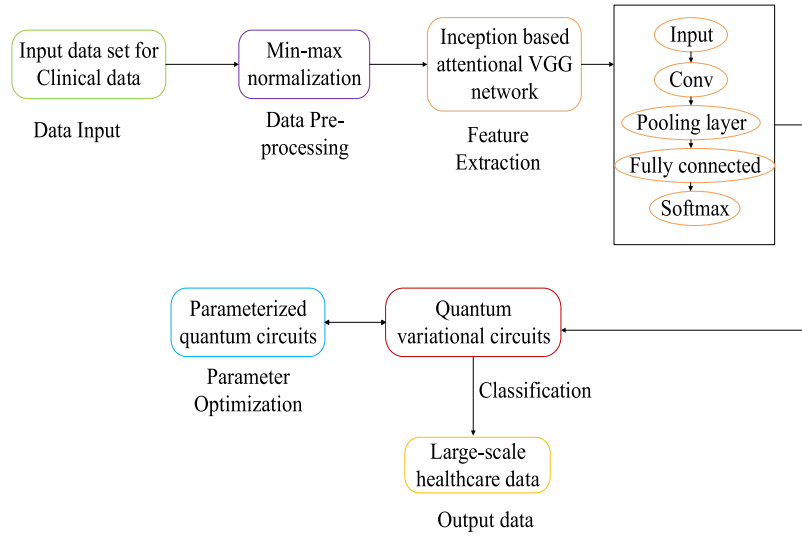 Input data set for
Clinical data
Data Input
Min-max
normalization
Data Pre-
processing
Inception based
attentional VGG
network
Feature
Extraction
Input
Conv
Pooling layer
Fully connected
Softmax
Parameterized
quantum circuits
Parameter
Optimization
Quantum
variational circuits
Classification
Large-scale
healthcare data
Output data